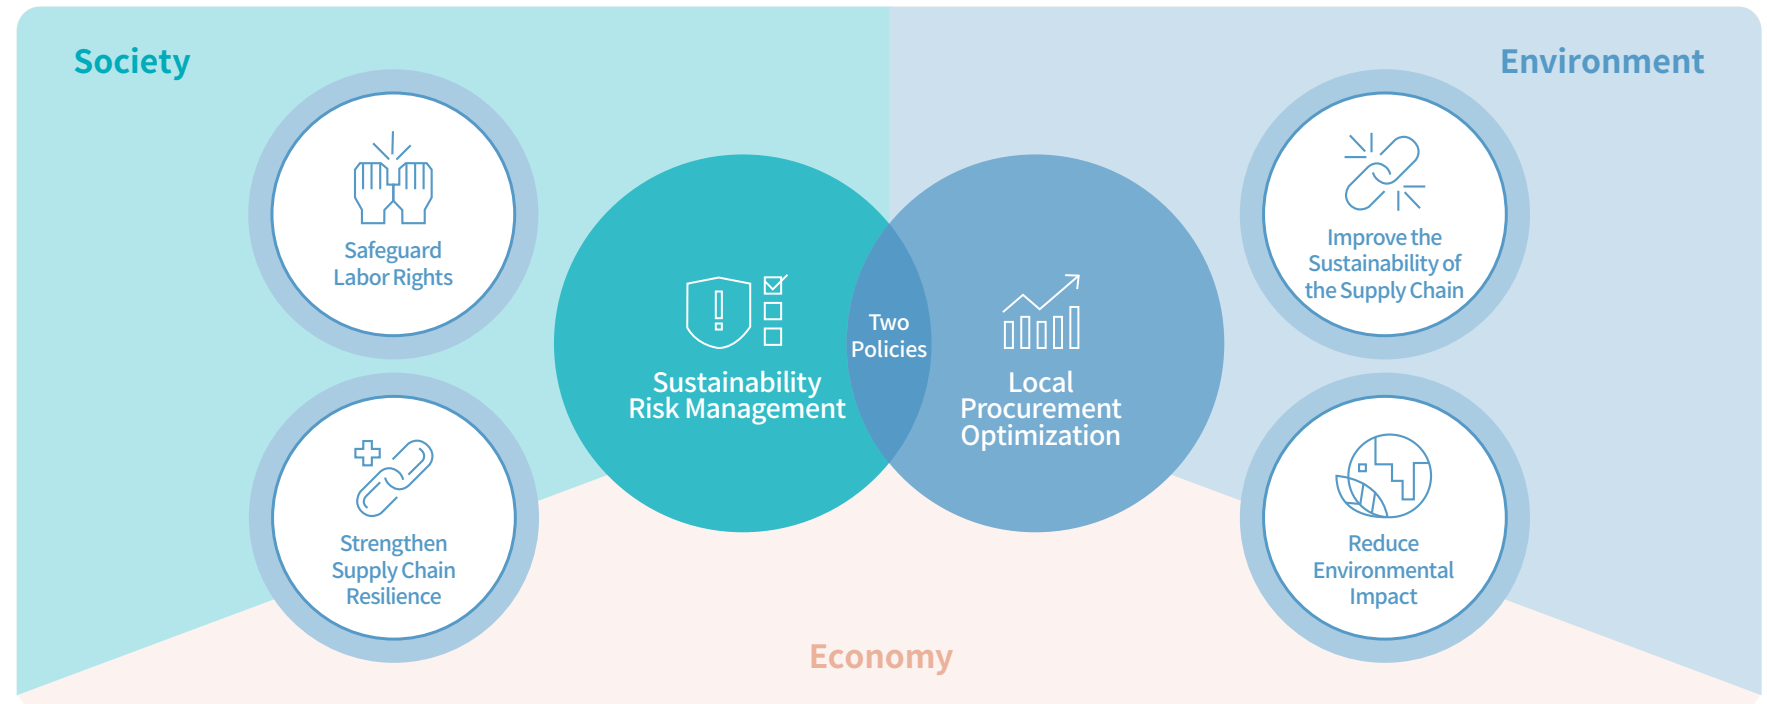 Society
Environment
Safeguard
Labor Rights
Strengthen
Supply Chain
Resilience
Sustainability
Risk Management
Two
Policies
Local
Procurement
Optimization
Improve the
Sustainability of
the Supply Chain
Reduce
Environmental
Impact
Economy